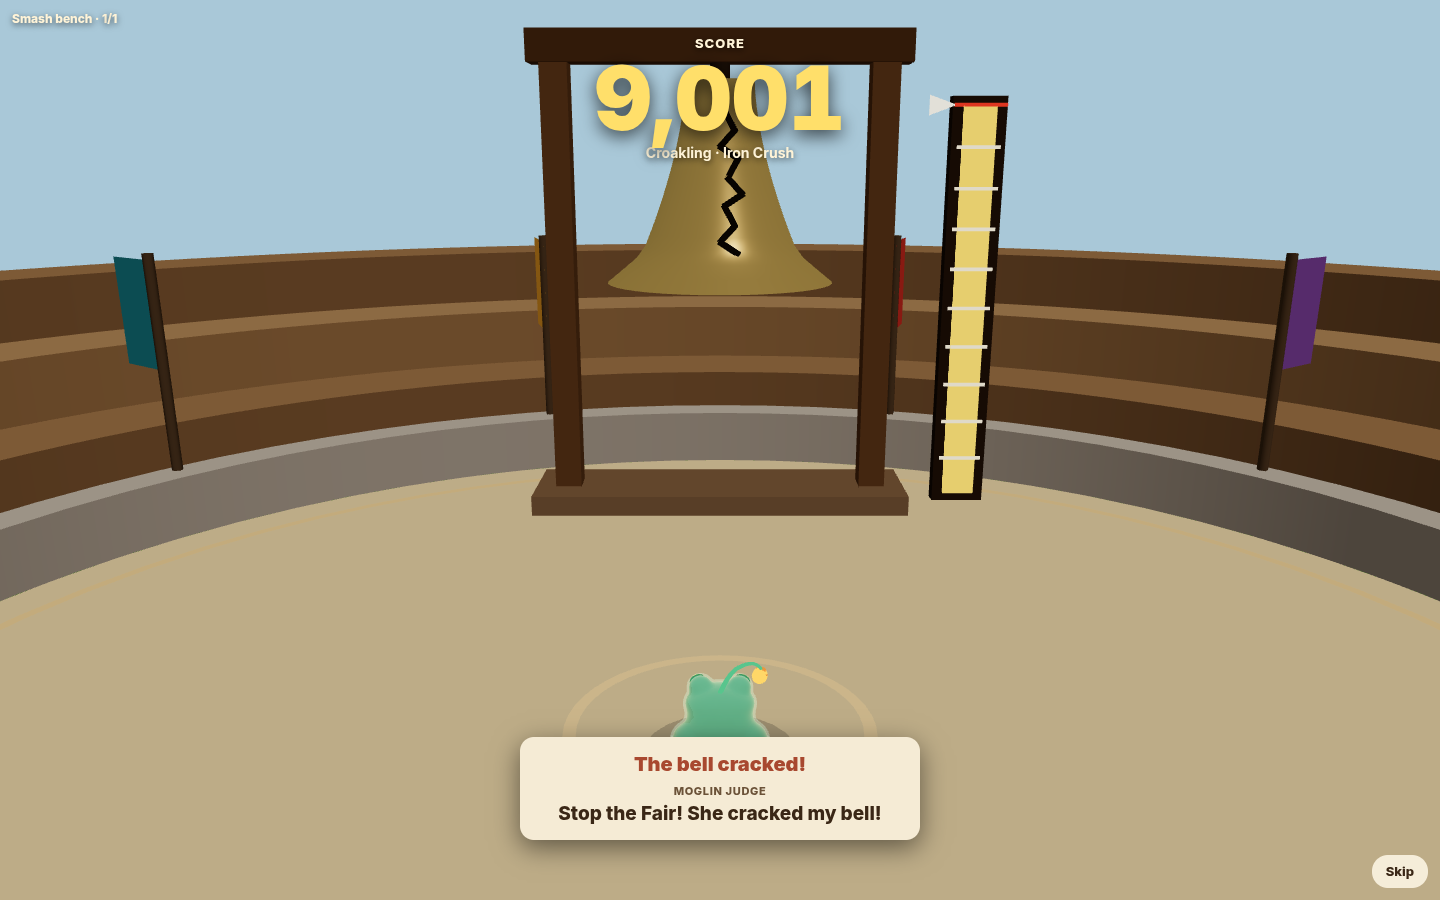 Smash bench · 1/1
SCORE
9,001
Croakling · Iron Crush
The bell cracked!
MOGLIN JUDGE
Stop the Fair! She cracked my bell!
Skip